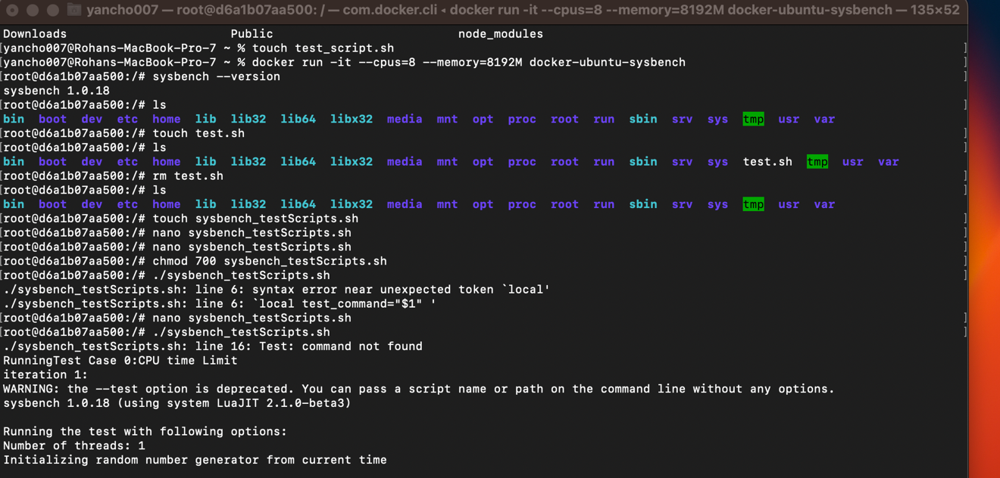 yancho007 — root@d6a1b07aa500: / — com.docker.cli ◂ docker run -it --cpus=8 --memory=8192M docker-ubuntu-sysbench — 135×52
Downloads Public node_modules
[yancho007@Rohans-MacBook-Pro-7 ~ % touch test_script.sh ]
[yancho007@Rohans-MacBook-Pro-7 ~ % docker run -it --cpus=8 --memory=8192M docker-ubuntu-sysbench ]
[root@d6a1b07aa500:/# sysbench --version ]
sysbench 1.0.18
[root@d6a1b07aa500:/# ls ]
bin boot dev etc home lib lib32 lib64 libx32 media mnt opt proc root run sbin srv sys tmp usr var
[root@d6a1b07aa500:/# touch test.sh ]
[root@d6a1b07aa500:/# ls ]
bin boot dev etc home lib lib32 lib64 libx32 media mnt opt proc root run sbin srv sys test.sh tmp usr var
[root@d6a1b07aa500:/# rm test.sh ]
[root@d6a1b07aa500:/# ls ]
bin boot dev etc home lib lib32 lib64 libx32 media mnt opt proc root run sbin srv sys tmp usr var
[root@d6a1b07aa500:/# touch sysbench_testScripts.sh ]
[root@d6a1b07aa500:/# nano sysbench_testScripts.sh ]
[root@d6a1b07aa500:/# nano sysbench_testScripts.sh ]
[root@d6a1b07aa500:/# chmod 700 sysbench_testScripts.sh ]
[root@d6a1b07aa500:/# ./sysbench_testScripts.sh ]
./sysbench_testScripts.sh: line 6: syntax error near unexpected token `local'
./sysbench_testScripts.sh: line 6: `local test_command="$1" '
[root@d6a1b07aa500:/# nano sysbench_testScripts.sh ]
[root@d6a1b07aa500:/# ./sysbench_testScripts.sh ]
./sysbench_testScripts.sh: line 16: Test: command not found
RunningTest Case 0:CPU time Limit
iteration 1:
WARNING: the --test option is deprecated. You can pass a script name or path on the command line without any options.
sysbench 1.0.18 (using system LuaJIT 2.1.0-beta3)
Running the test with following options:
Number of threads: 1
Initializing random number generator from current time